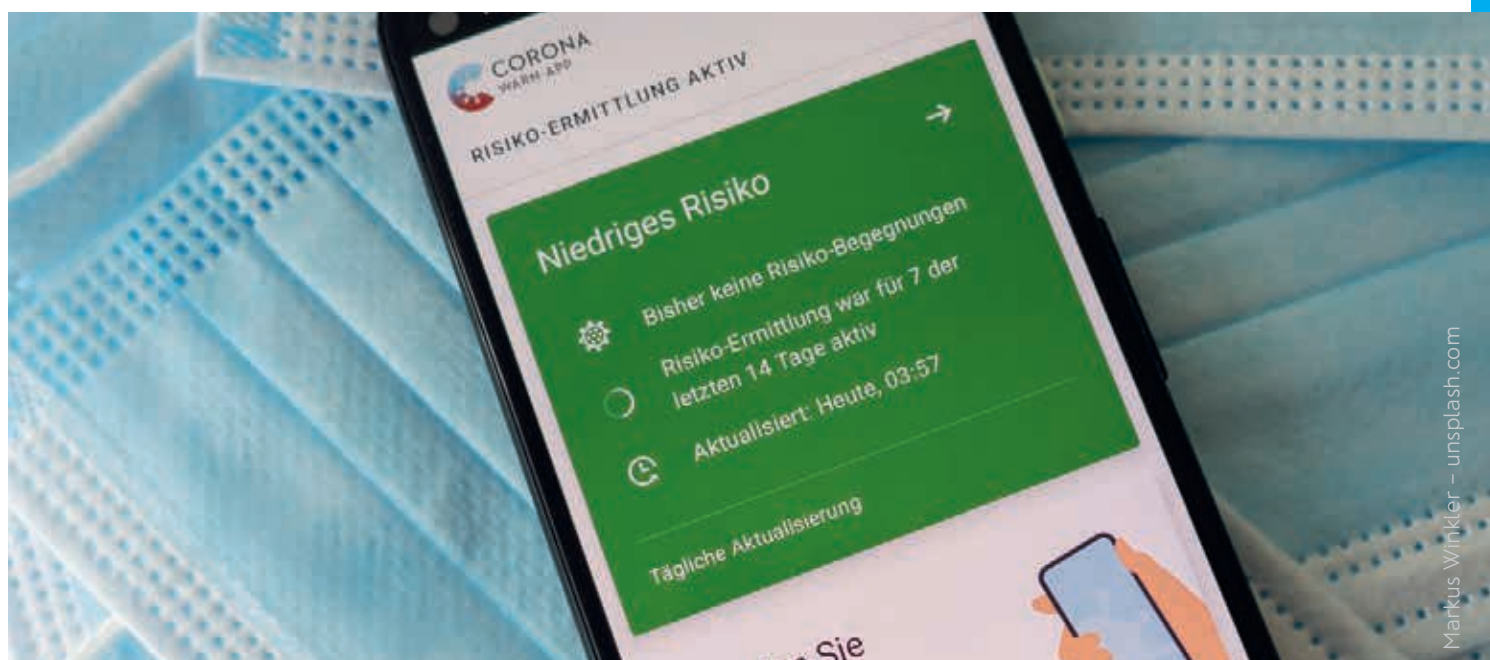 CORONA
WARN-APP
RISIKO-ERMITTLUNG AKTIV
Niedriges Risiko
Bisher keine Risiko-Begegnungen
Risiko-Ermittlung war für 7 der
letzten 14 Tage aktiv
Aktualisiert: Heute, 03:57
Tägliche Aktualisierung
Sie
Markus Winkler – unsplash.com